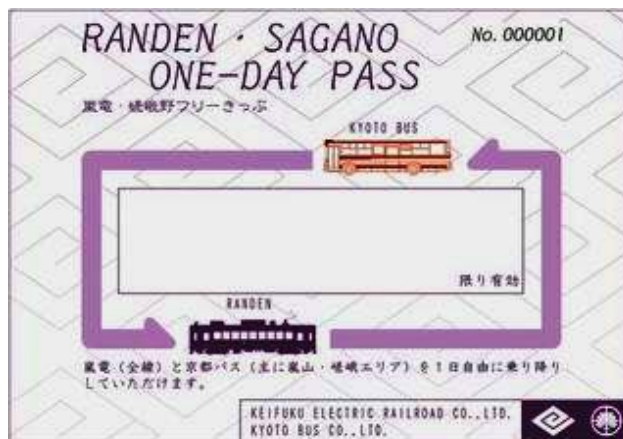 RANDEN・SAGANO
No. 000001
ONE-DAY PASS
嵐電・嵯峨野フリーきっぷ
KYOTO BUS
限り有効
RANDEN
嵐電(全線)と京都バス(主に嵐山・嵯峨エリア)を1日自由に乗り降り
していただけます。
KEIFUKU ELECTRIC RAILROAD CO.,LTD.
KYOTO BUS CO.,LTD.